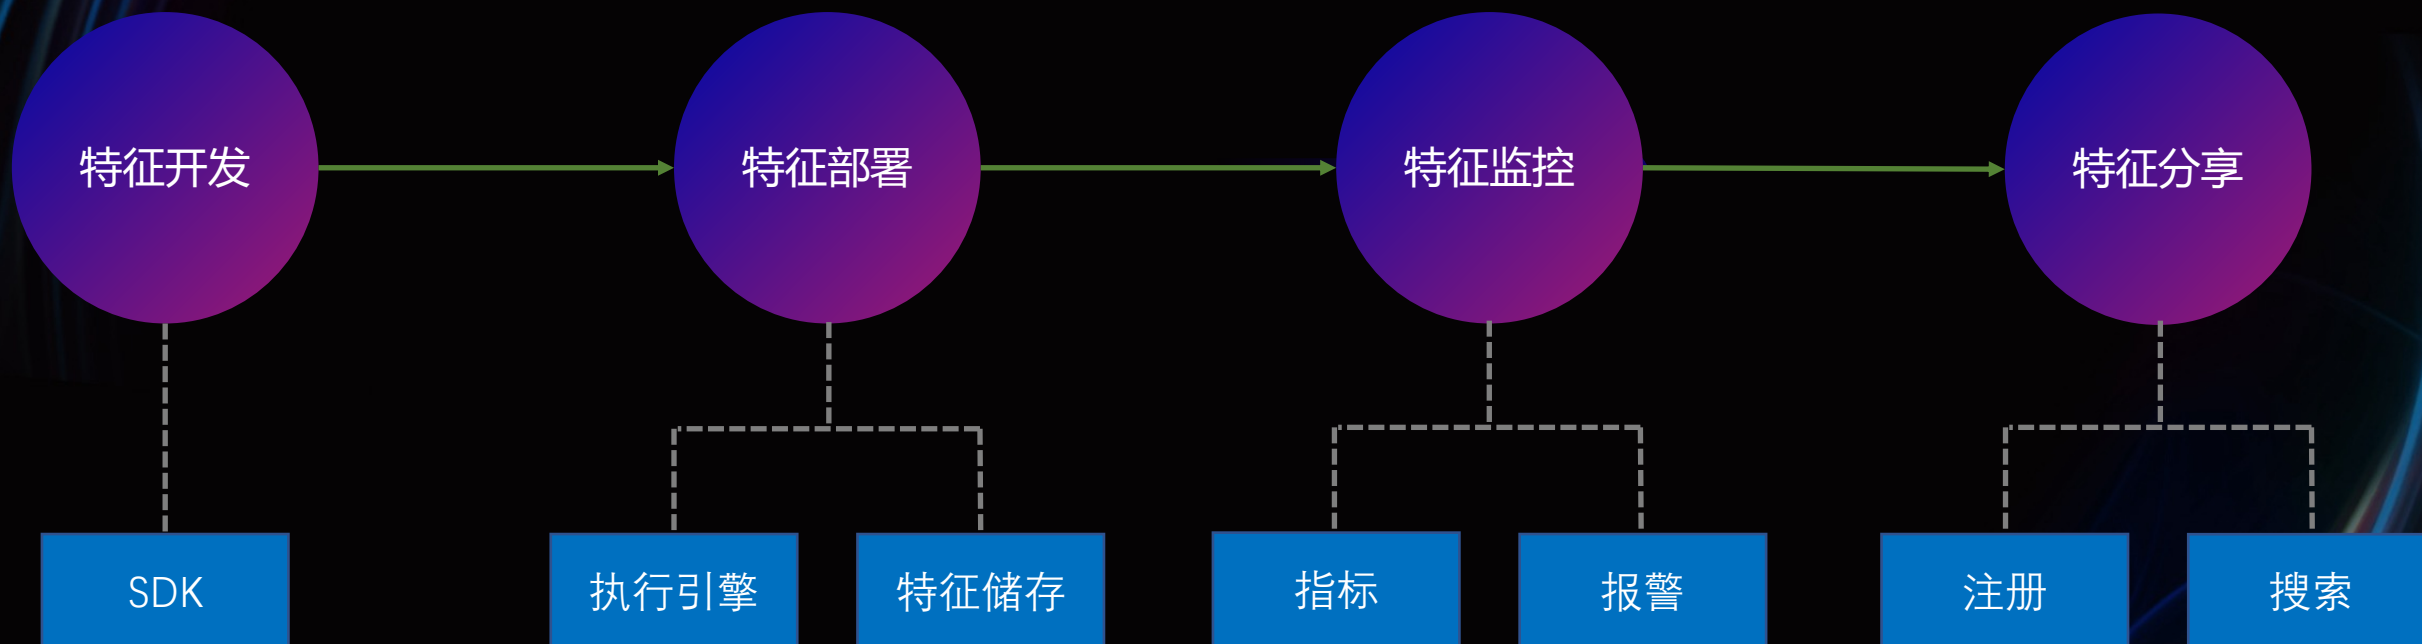 特征开发
特征部署
特征监控
特征分享
SDK
执行引擎
特征储存
指标
报警
注册
搜索